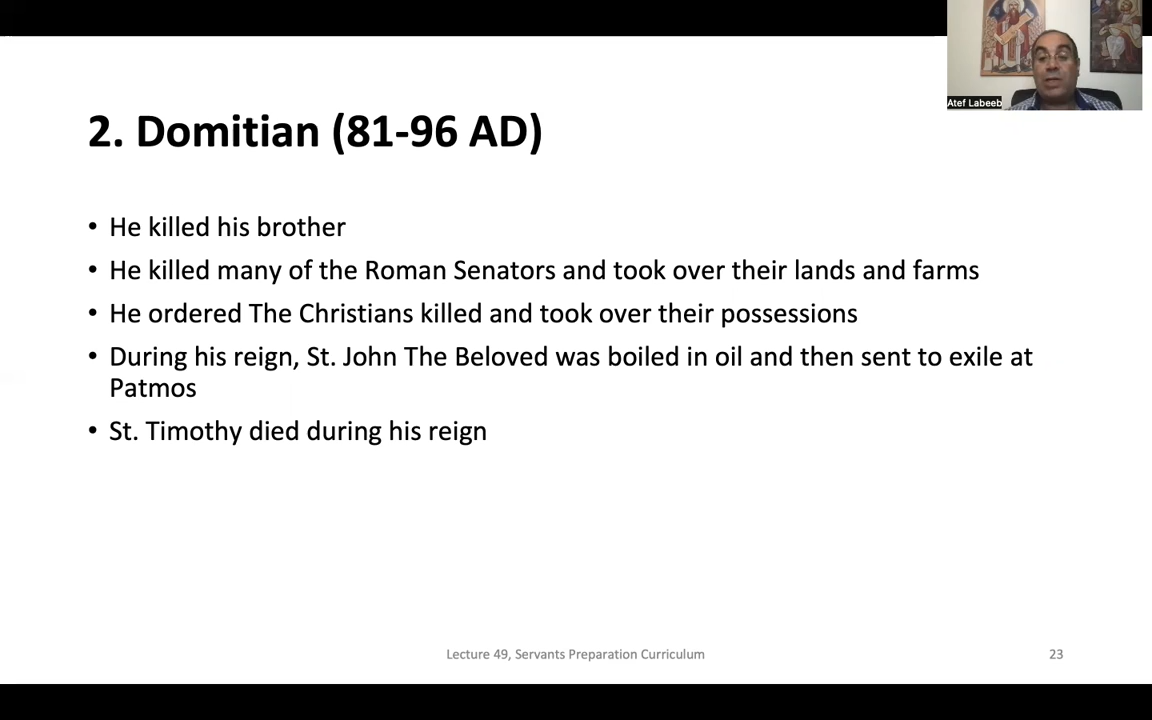 Atef Labeeb
2. Domitian (81-96 AD)
• He killed his brother
• He killed many of the Roman Senators and took over their lands and farms
• He ordered The Christians killed and took over their possessions
• During his reign, St. John The Beloved was boiled in oil and then sent to exile at
Patmos
• St. Timothy died during his reign
Lecture 49, Servants Preparation Curriculum
23